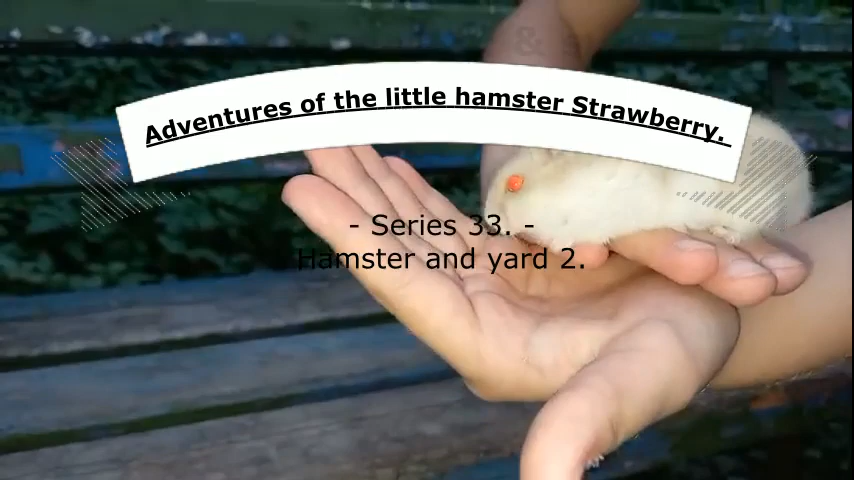 &
Adventures of the little hamster Strawberry.
- Series 33. -
Hamster and yard 2.